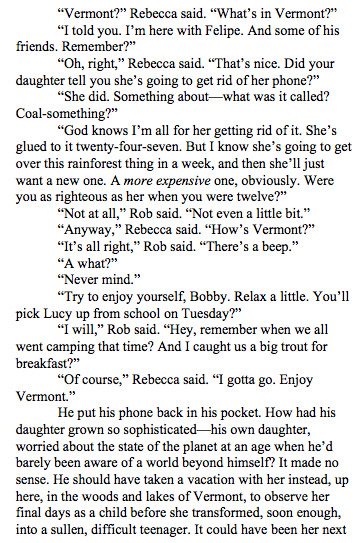 “Vermont?” Rebecca said. “What’s in Vermont?”
“I told you. I’m here with Felipe. And some of his
friends. Remember?”
“Oh, right,” Rebecca said. “That’s nice. Did your
daughter tell you she’s going to get rid of her phone?”
“She did. Something about—what was it called?
Coal-something?”
“God knows I’m all for her getting rid of it. She’s
glued to it twenty-four-seven. But I know she’s going to get
over this rainforest thing in a week, and then she’ll just
want a new one. A more expensive one, obviously. Were
you as righteous as her when you were twelve?”
“Not at all,” Rob said. “Not even a little bit.”
“Anyway,” Rebecca said. “How’s Vermont?”
“It’s all right,” Rob said. “There’s a beep.”
“A what?”
“Never mind.”
“Try to enjoy yourself, Bobby. Relax a little. You’ll
pick Lucy up from school on Tuesday?”
“I will,” Rob said. “Hey, remember when we all
went camping that time? And I caught us a big trout for
breakfast?”
“Of course,” Rebecca said. “I gotta go. Enjoy
Vermont.”
He put his phone back in his pocket. How had his
daughter grown so sophisticated—his own daughter,
worried about the state of the planet at an age when he’d
barely been aware of a world beyond himself? It made no
sense. He should have taken a vacation with her instead, up
here, in the woods and lakes of Vermont, to observe her
final days as a child before she transformed, soon enough,
into a sullen, difficult teenager. It could have been her next